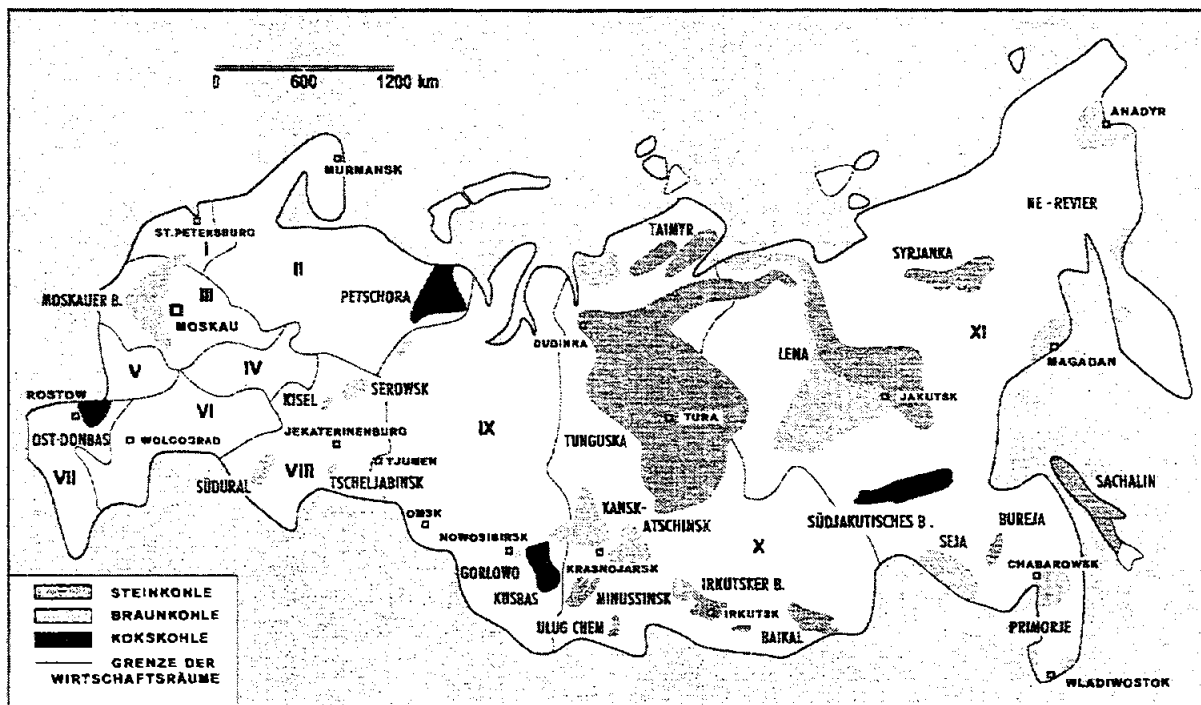 0 600 1200 km
ANADYR
MURMANSK
NE-REVIER
ST.PETERSBURG
TAIMYR
SYRJANKA
II
PETSCHORA
MOSKAUER B.
III
MOSKAU
XI
DUDINKA
LENA
MAGADAN
V
IV
SEROWSK
KISEL
JAKUTSK
ROSTOW
VI
TURA
OST-DONBAS
WOLGOGRAD
JEKATERINENBURG
IX
TUNGUSKA
VII
VIII
TJUMEN
SÜDURAL
TSCHELJABINSK
SACHALIN
KANSK-
ATSCHINSK
SÜDJAKUTISCHES B.
BUREJA
OMSK
NOWOSIBIRSK
X
SEJA
GORLOWO
KRASNOJARSK
IRKUTSKER B.
CHABAROWSK
KUSBAS
MINUSSINSK
IRKUTSK
ULUG CHEM
BAIKAL
PRIMORJE
WLADIWOSTOK
STEINKOHLE
BRAUNKOHLE
KOKSKOHLE
GRENZE DER
WIRTSCHAFTSRÄUME